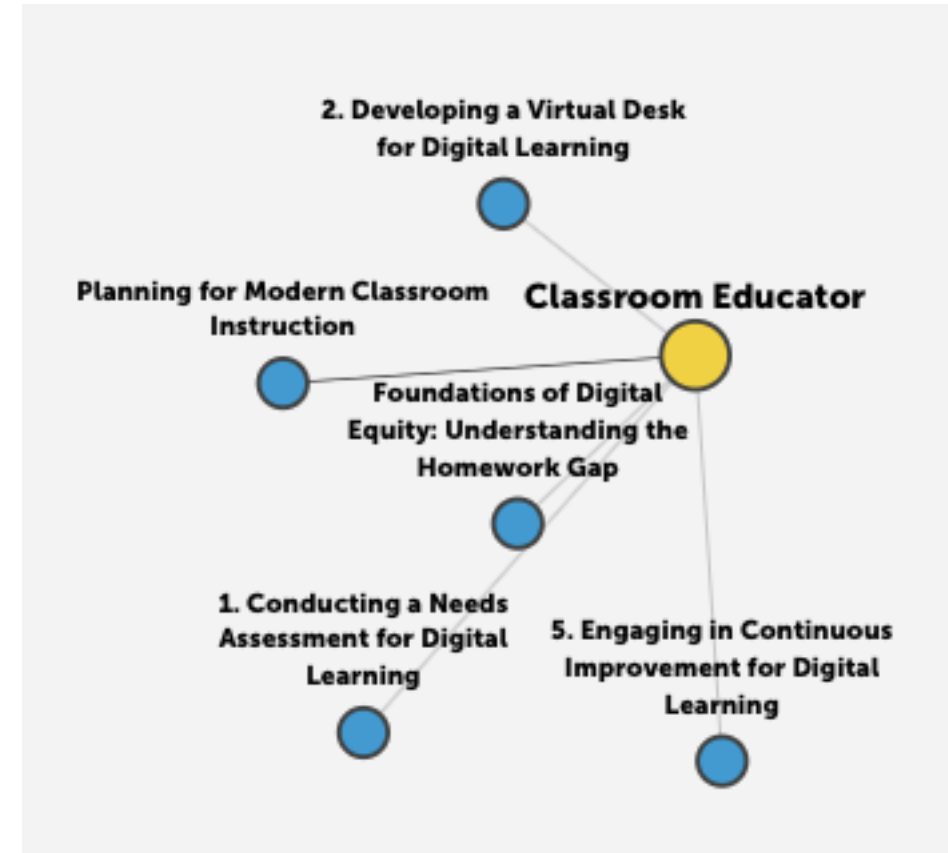 2. Developing a Virtual Desk
for Digital Learning
Planning for Modern Classroom
Instruction
Classroom Educator
Foundations of Digital
Equity: Understanding the
Homework Gap
1. Conducting a Needs
Assessment for Digital
Learning
5. Engaging in Continuous
Improvement for Digital
Learning